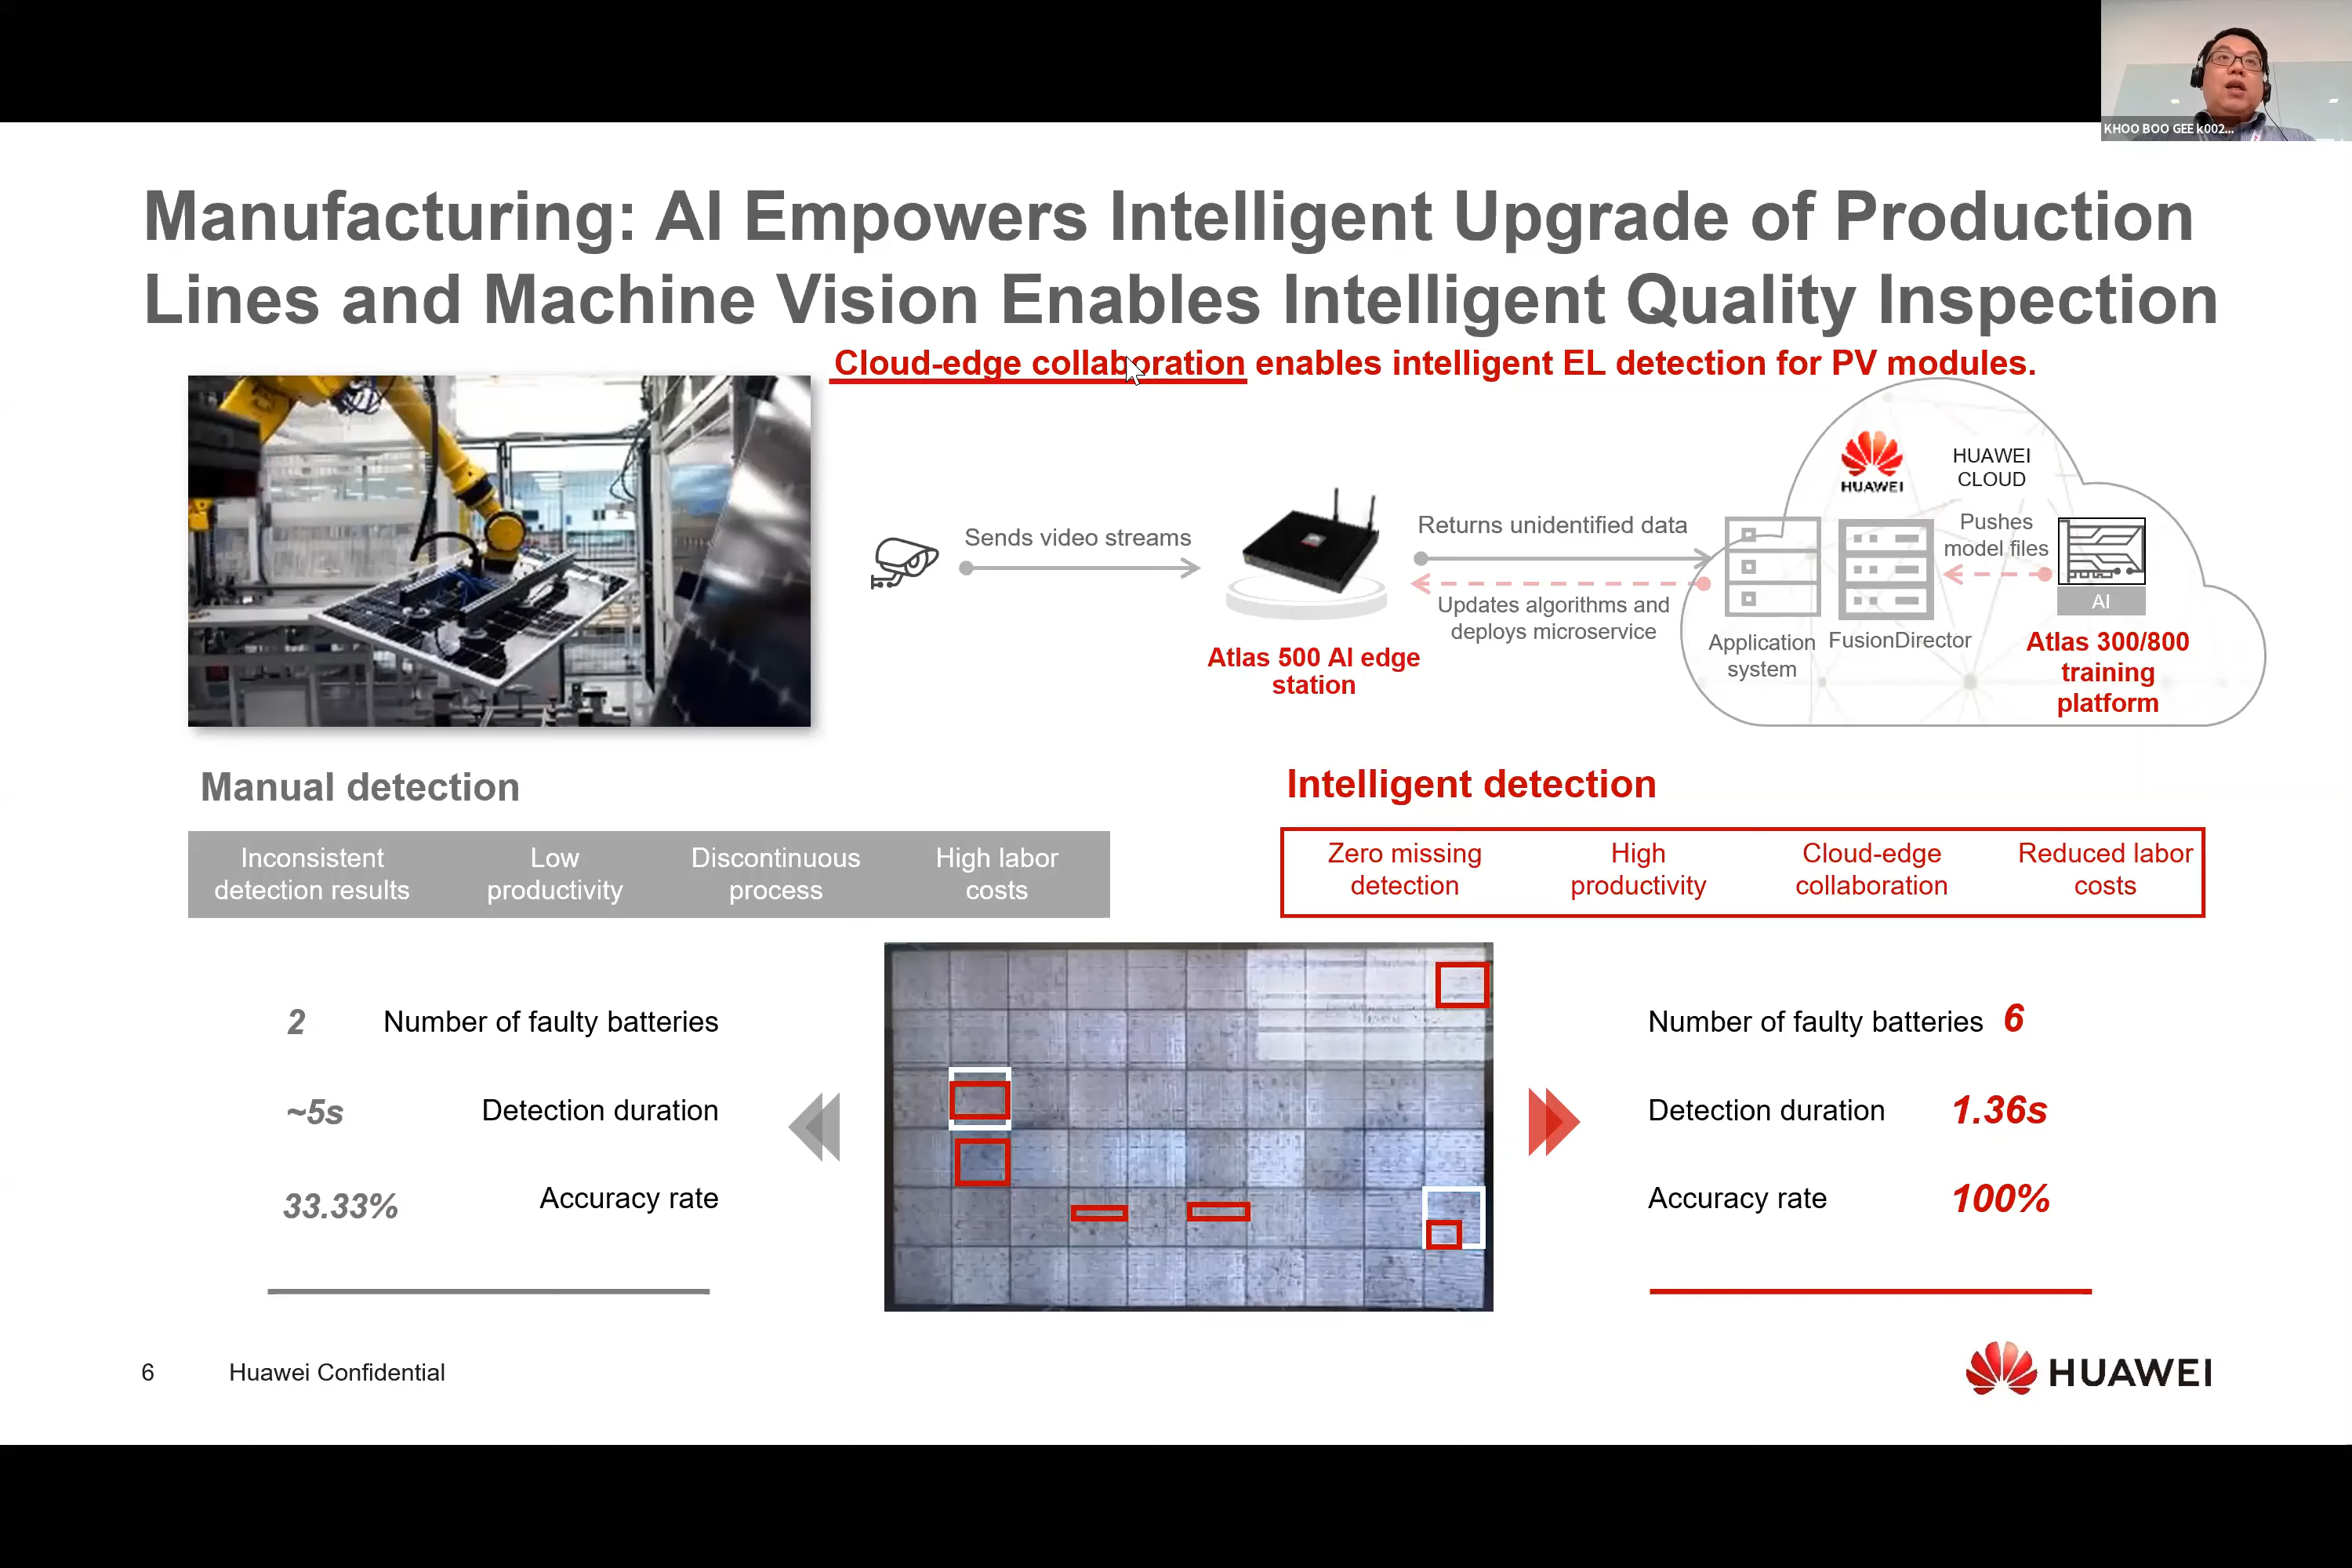 KHOO BOO GEE k002...
Manufacturing: AI Empowers Intelligent Upgrade of Production
Lines and Machine Vision Enables Intelligent Quality Inspection
Cloud-edge collaboration enables intelligent EL detection for PV modules.
HUAWEI
HUAWEI
CLOUD
Sends video streams
Returns unidentified data
Updates algorithms and
deploys microservice
Pushes
model files
AI
Atlas 500 AI edge
station
Application
system
FusionDirector
Atlas 300/800
training
platform
Manual detection
Inconsistent
detection results
Low
productivity
Discontinuous
process
High labor
costs
Intelligent detection
Zero missing
detection
High
productivity
Cloud-edge
collaboration
Reduced labor
costs
2 Number of faulty batteries
~5s Detection duration
33.33% Accuracy rate
Number of faulty batteries 6
Detection duration 1.36s
Accuracy rate 100%
6 Huawei Confidential
HUAWEI